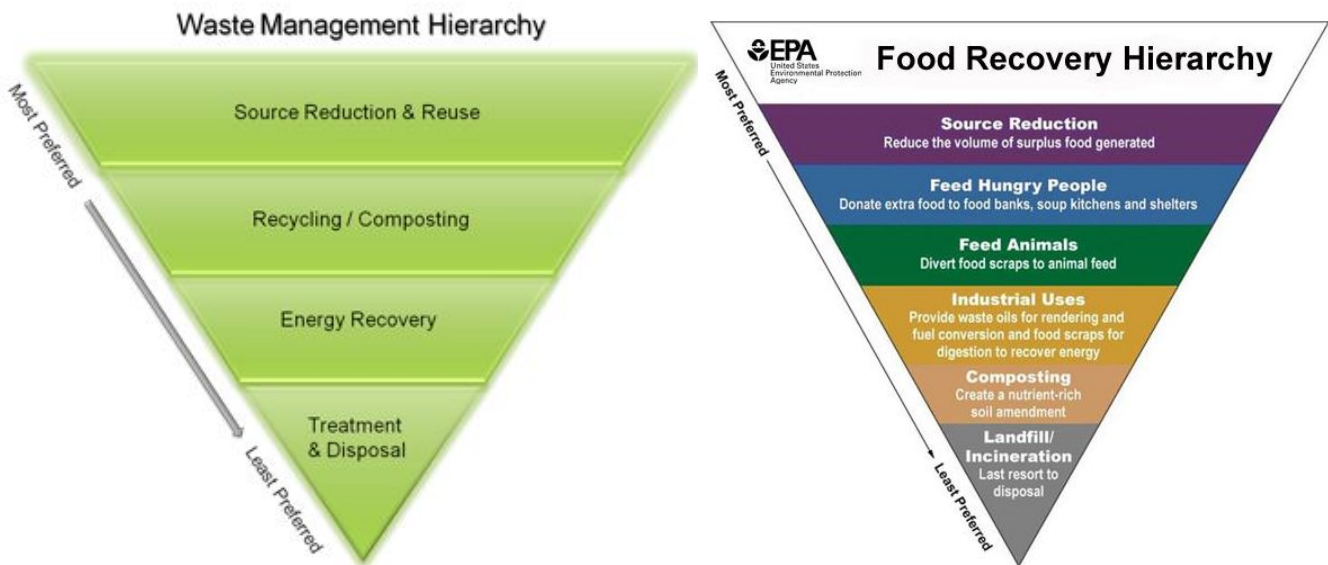 Waste Management Hierarchy
Most Preferred
Source Reduction & Reuse
Recycling / Composting
Energy Recovery
Treatment
& Disposal
Least Preferred
EPA
United States
Environmental Protection
Agency
Food Recovery Hierarchy
Most Preferred
Source Reduction
Reduce the volume of surplus food generated
Feed Hungry People
Donate extra food to food banks, soup kitchens and shelters
Feed Animals
Divert food scraps to animal feed
Industrial Uses
Provide waste oils for rendering and
fuel conversion and food scraps for
digestion to recover energy
Composting
Create a nutrient-rich
soil amendment
Landfill/
Incineration
Last resort to
disposal
Least Preferred